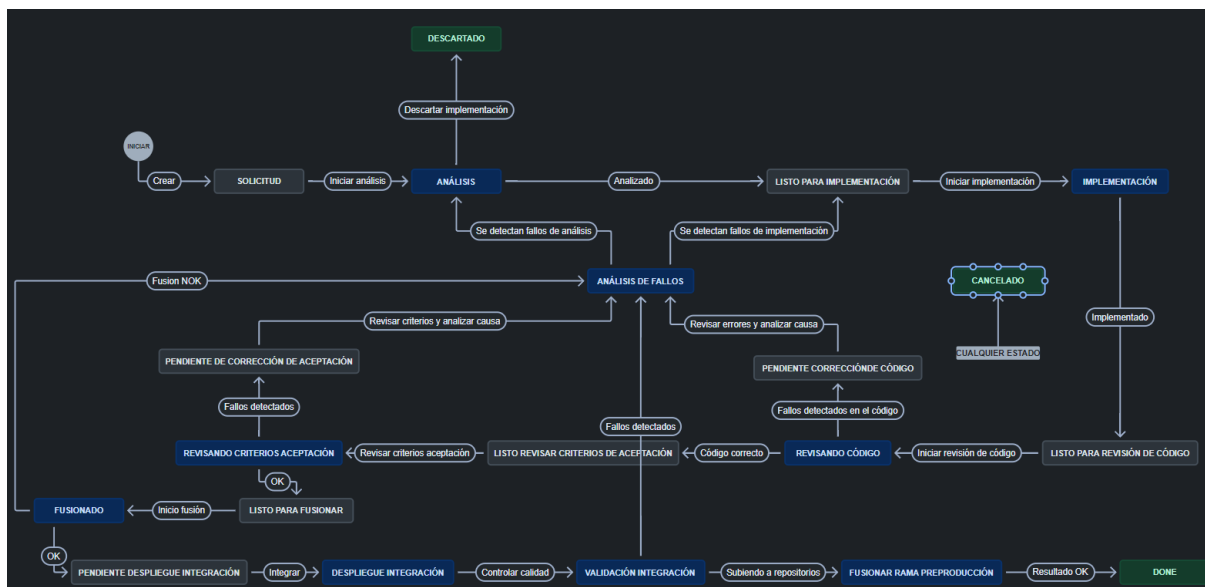 DESCARTADO
Descartar implementación
INICIAR
Crear
SOLICITUD
Iniciar análisis
ANÁLISIS
Analizado
LISTO PARA IMPLEMENTACIÓN
Iniciar implementación
IMPLEMENTACIÓN
Se detectan fallos de análisis
Se detectan fallos de implementación
Fusion NOK
ANÁLISIS DE FALLOS
CANCELADO
Revisar criterios y analizar causa
Revisar errores y analizar causa
Implementado
CUALQUIER ESTADO
PENDIENTE DE CORRECCIÓN DE ACEPTACIÓN
PENDIENTE CORRECCIÓNDE CÓDIGO
Fallos detectados
Fallos detectados en el código
Fallos detectados
REVISANDO CRITERIOS ACEPTACIÓN
Revisar criterios aceptación
LISTO REVISAR CRITERIOS DE ACEPTACIÓN
Código correcto
REVISANDO CÓDIGO
Iniciar revisión de código
LISTO PARA REVISIÓN DE CÓDIGO
OK
FUSIONADO
Inicio fusión
LISTO PARA FUSIONAR
OK
PENDIENTE DESPLIEGUE INTEGRACIÓN
Integrar
DESPLIEGUE INTEGRACIÓN
Controlar calidad
VALIDACIÓN INTEGRACIÓN
Subiendo a repositorios
FUSIONAR RAMA PREPRODUCCIÓN
Resultado OK
DONE